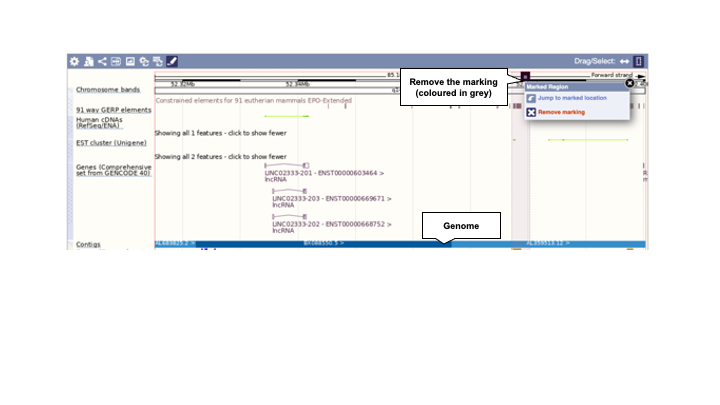 Drag/Select:
Remove the marking
(coloured in grey)
Forward strand
52.32Mb
52.34Mb
Chromosome bands
Marked Region
Jump to marked location
Remove marking
Constrained elements for 91 eutherian mammals EPO-Extended
91 way GERP elements
Human cDNAs
(RefSeq/ENA)
Showing all 1 features - click to show fewer
EST cluster (Unigene)
Showing all 2 features - click to show fewer
Genes (Comprehensive
set from GENCODE 40)
LINC02333-201 - ENST00000603464 >
lncRNA
LINC02333-203 - ENST00000669671 >
lncRNA
LINC02333-202 - ENST00000668752 >
lncRNA
Genome
Contigs
AL683825.2 >
BX088550.5 >
AL359513.12 >